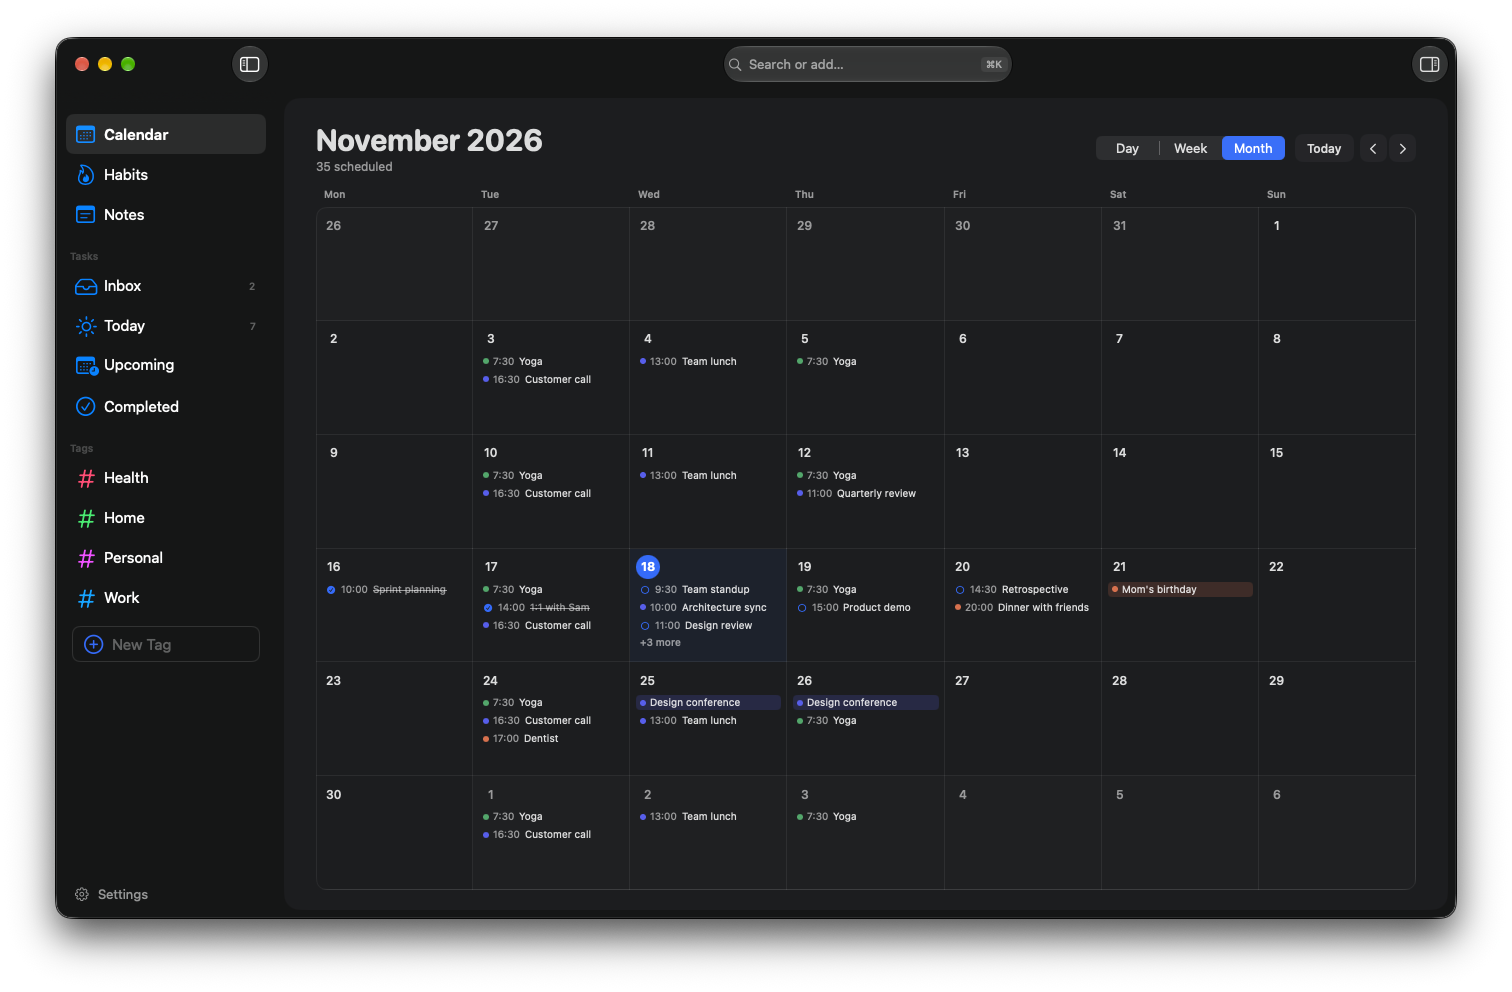 Search or add...
⌘K
Calendar
Habits
Notes
Tasks
Inbox 2
Today 7
Upcoming
Completed
Tags
Health
Home
Personal
Work
New Tag
Settings
November 2026
35 scheduled
Day Week Month Today
Mon Tue Wed Thu Fri Sat Sun
26 27 28 29 30 31 1
2
3
7:30 Yoga
16:30 Customer call
4
13:00 Team lunch
5
7:30 Yoga
6
7
8
9
10
7:30 Yoga
16:30 Customer call
11
13:00 Team lunch
12
7:30 Yoga
11:00 Quarterly review
13
14
15
16
10:00 Sprint planning
17
7:30 Yoga
14:00 1:1 with Sam
16:30 Customer call
18
9:30 Team standup
10:00 Architecture sync
11:00 Design review
+3 more
19
7:30 Yoga
15:00 Product demo
20
14:30 Retrospective
20:00 Dinner with friends
21
Mom's birthday
22
23
24
7:30 Yoga
16:30 Customer call
17:00 Dentist
25
Design conference
13:00 Team lunch
26
Design conference
7:30 Yoga
27
28
29
30
1
7:30 Yoga
16:30 Customer call
2
13:00 Team lunch
3
7:30 Yoga
4
5
6